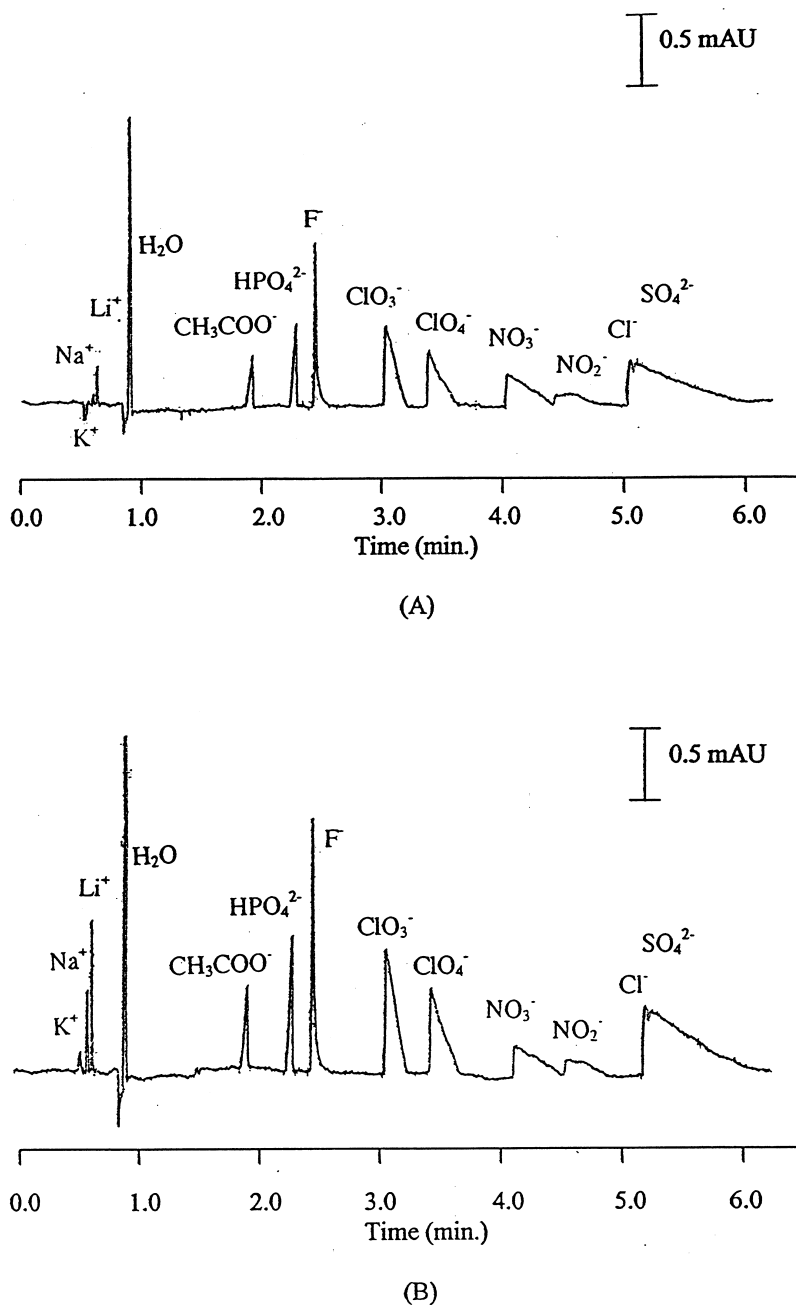 0.5 mAU
F⁻
H₂O
HPO₄²⁻
ClO₃⁻
SO₄²⁻
Li⁺
CH₃COO⁻
ClO₄⁻
NO₃⁻
Cl⁻
Na⁺
NO₂⁻
K⁺
0.0 1.0 2.0 3.0 4.0 5.0 6.0
Time (min.)
(A)
0.5 mAU
F⁻
H₂O
Li⁺
HPO₄²⁻
ClO₃⁻
SO₄²⁻
Na⁺
CH₃COO⁻
ClO₄⁻
Cl⁻
NO₃⁻
K⁺
NO₂⁻
0.0 1.0 2.0 3.0 4.0 5.0 6.0
Time (min.)
(B)